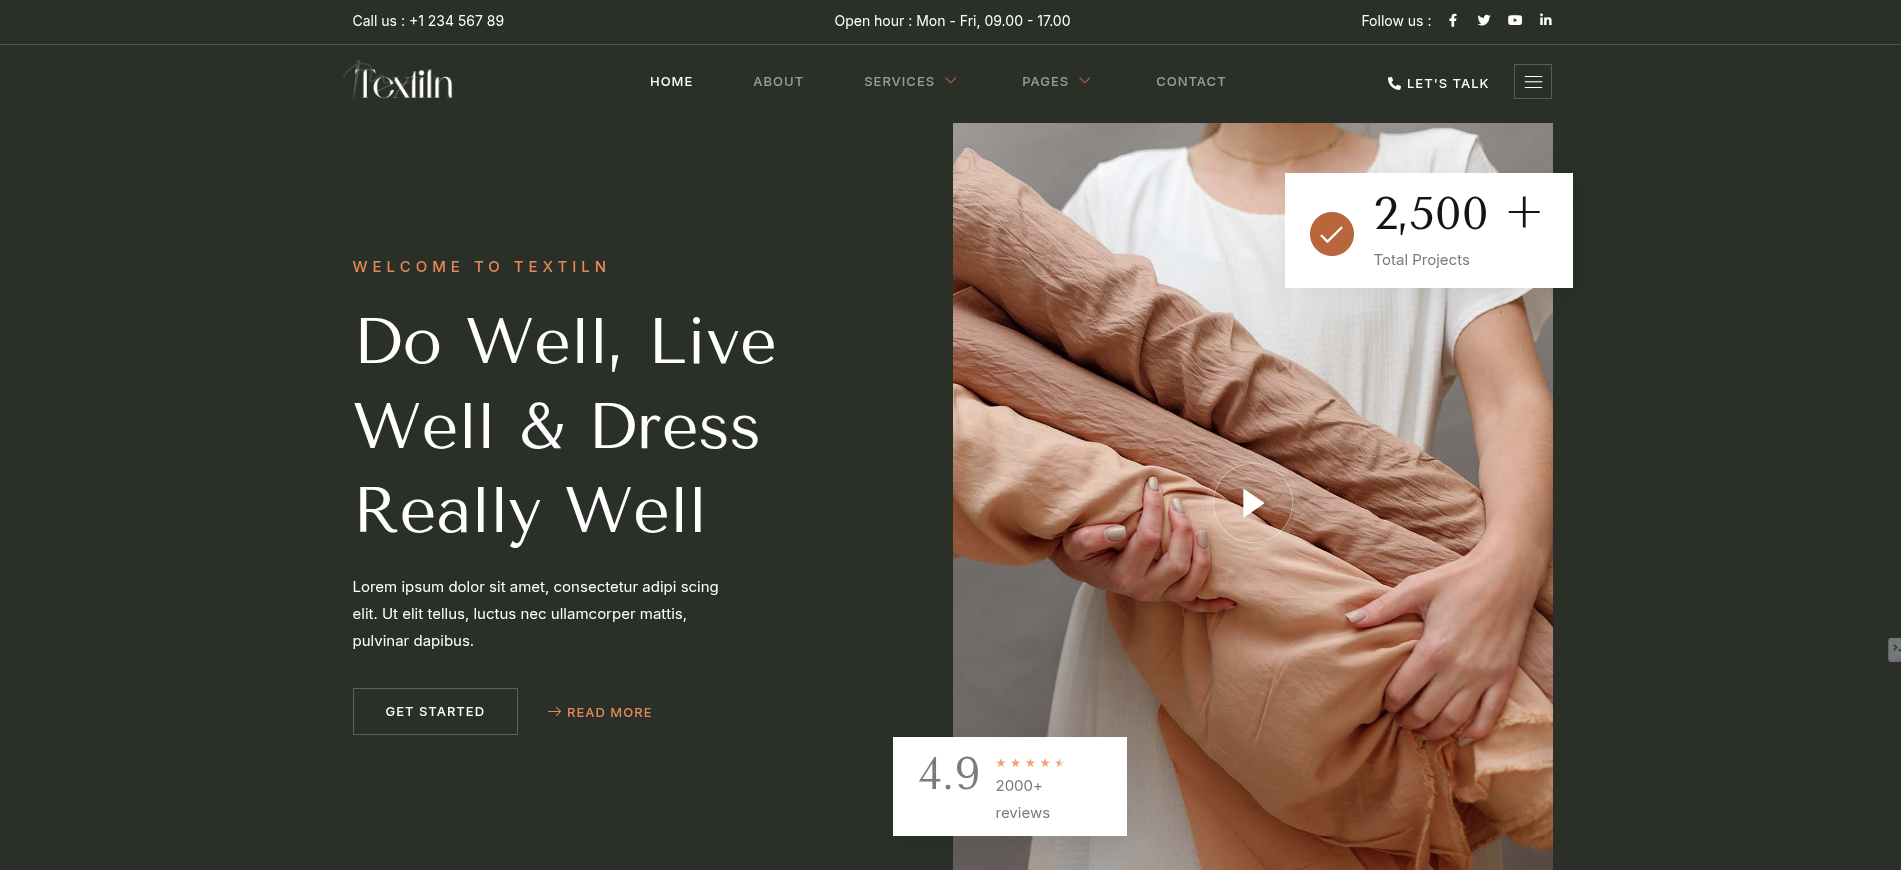 Call us : +1 234 567 89
Open hour : Mon - Fri, 09.00 - 17.00
Follow us :
Textiln
HOME
ABOUT
SERVICES
PAGES
CONTACT
LET'S TALK
WELCOME TO TEXTILN
Do Well, Live
Well & Dress
Really Well
Lorem ipsum dolor sit amet, consectetur adipi scing
elit. Ut elit tellus, luctus nec ullamcorper mattis,
pulvinar dapibus.
GET STARTED
READ MORE
2,500 +
Total Projects
4.9
2000+
reviews